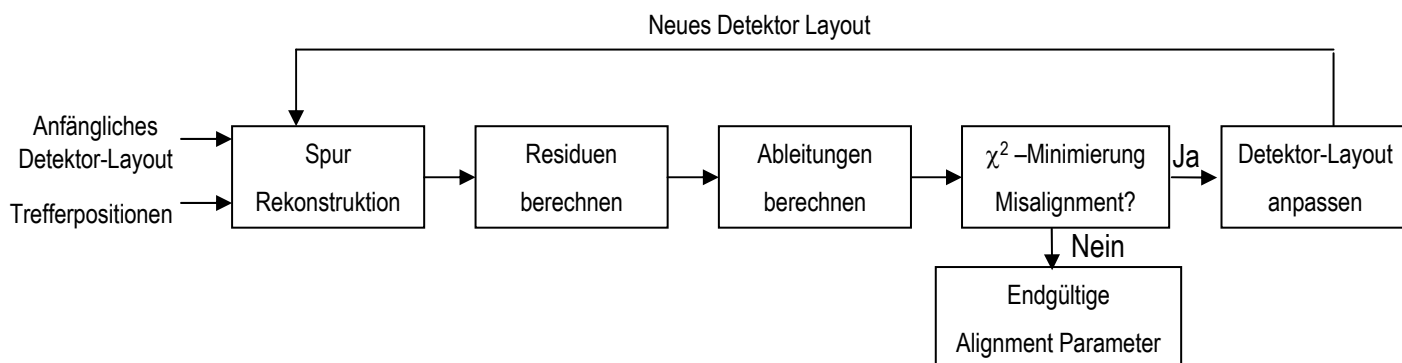 Neues Detektor Layout
Anfängliches
Detektor-Layout
Trefferpositionen
Spur
Rekonstruktion
Residuen
berechnen
Ableitungen
berechnen
χ² –Minimierung
Misalignment?
Ja
Detektor-Layout
anpassen
Nein
Endgültige
Alignment Parameter